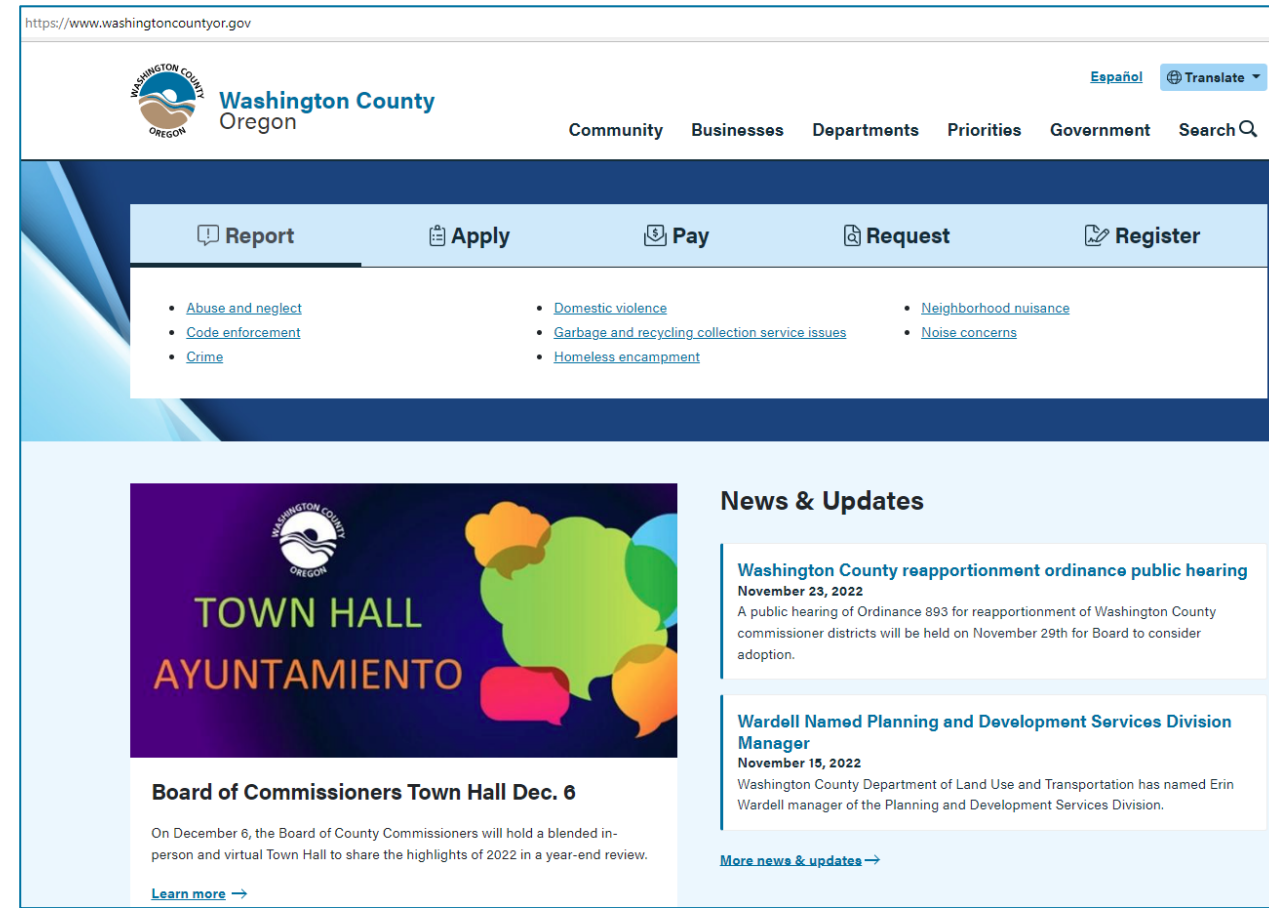 https://www.washingtoncountyor.gov
WASHINGTON COUNTY
OREGON
Washington County
Oregon
Español
Translate
Community Businesses Departments Priorities Government Search
Report Apply Pay Request Register
Abuse and neglect
Code enforcement
Crime
Domestic violence
Garbage and recycling collection service issues
Homeless encampment
Neighborhood nuisance
Noise concerns
WASHINGTON COUNTY
OREGON
TOWN HALL
AYUNTAMIENTO
Board of Commissioners Town Hall Dec. 6
On December 6, the Board of County Commissioners will hold a blended in-
person and virtual Town Hall to share the highlights of 2022 in a year-end review.
Learn more →
News & Updates
Washington County reapportionment ordinance public hearing
November 23, 2022
A public hearing of Ordinance 893 for reapportionment of Washington County
commissioner districts will be held on November 29th for Board to consider
adoption.
Wardell Named Planning and Development Services Division
Manager
November 15, 2022
Washington County Department of Land Use and Transportation has named Erin
Wardell manager of the Planning and Development Services Division.
More news & updates →